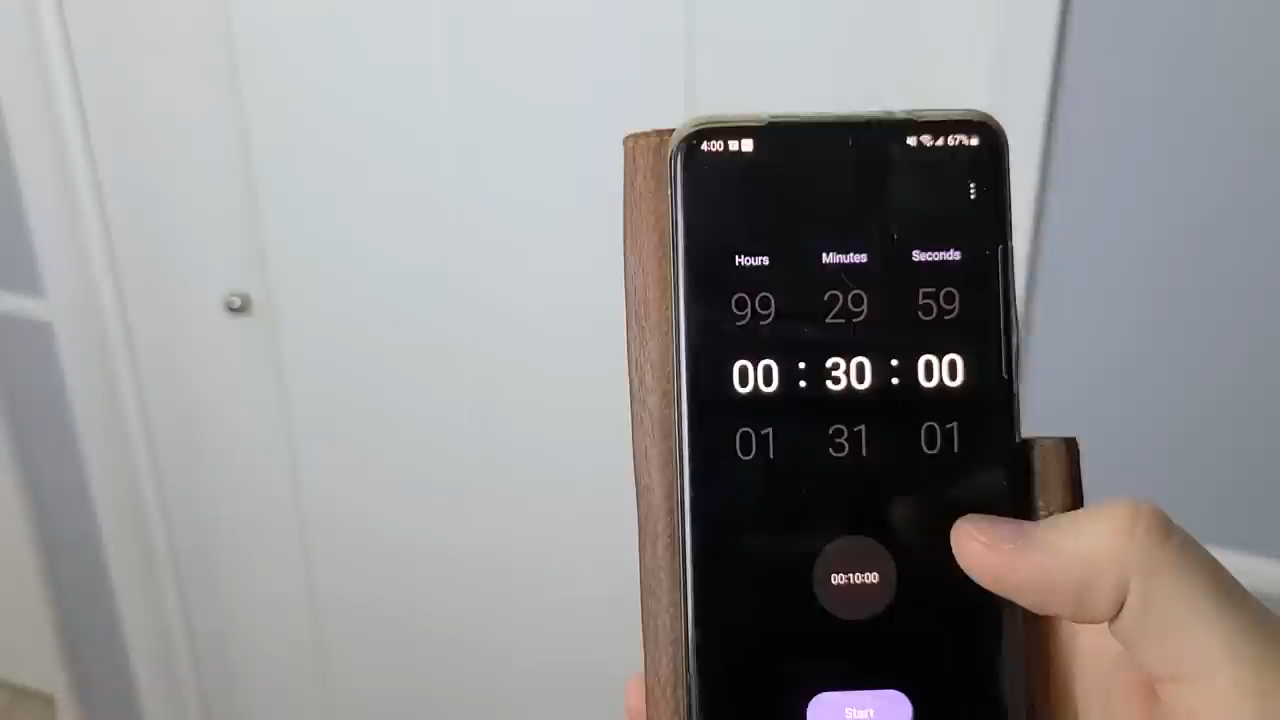 4:00 67%
Hours Minutes Seconds
99 29 59
00 : 30 : 00
01 31 01
00:10:00
Start